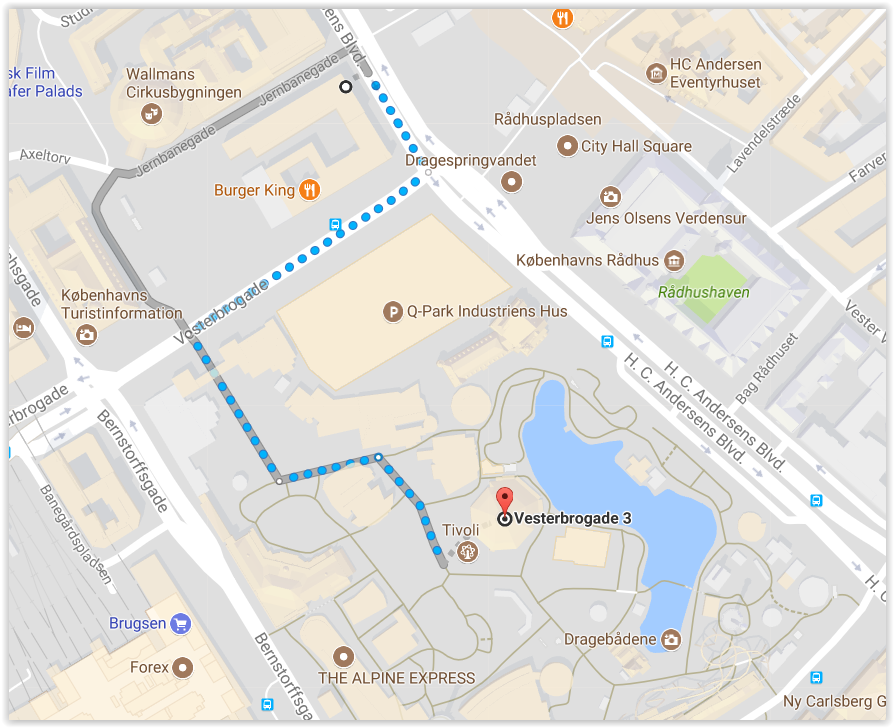 Studi
sens Blvd.
sk Film
afer Palads
Wallmans
Cirkusbygningen
Jernbanegade
HC Andersen
Eventyrhuset
Rådhuspladsen
City Hall Square
Lavendelstræde
Jernbanegade
Axeltorv
Dragespringvandet
Farver
Burger King
Jens Olsens Verdensur
Københavns Rådhus
Rådhushaven
hsgade
Københavns
Turistinformation
Vesterbrogade
P
Q-Park Industriens Hus
Vester V
H. C. Andersens Blvd.
H. C. Andersens Blvd.
Bag Rådhuset
erbrogade
Bernstorffsgade
Banegårdspladsen
Vesterbrogade 3
Tivoli
H. C
Brugsen
Forex
Bernstorffsga
THE ALPINE EXPRESS
Dragebådene
Ny Carlsberg G